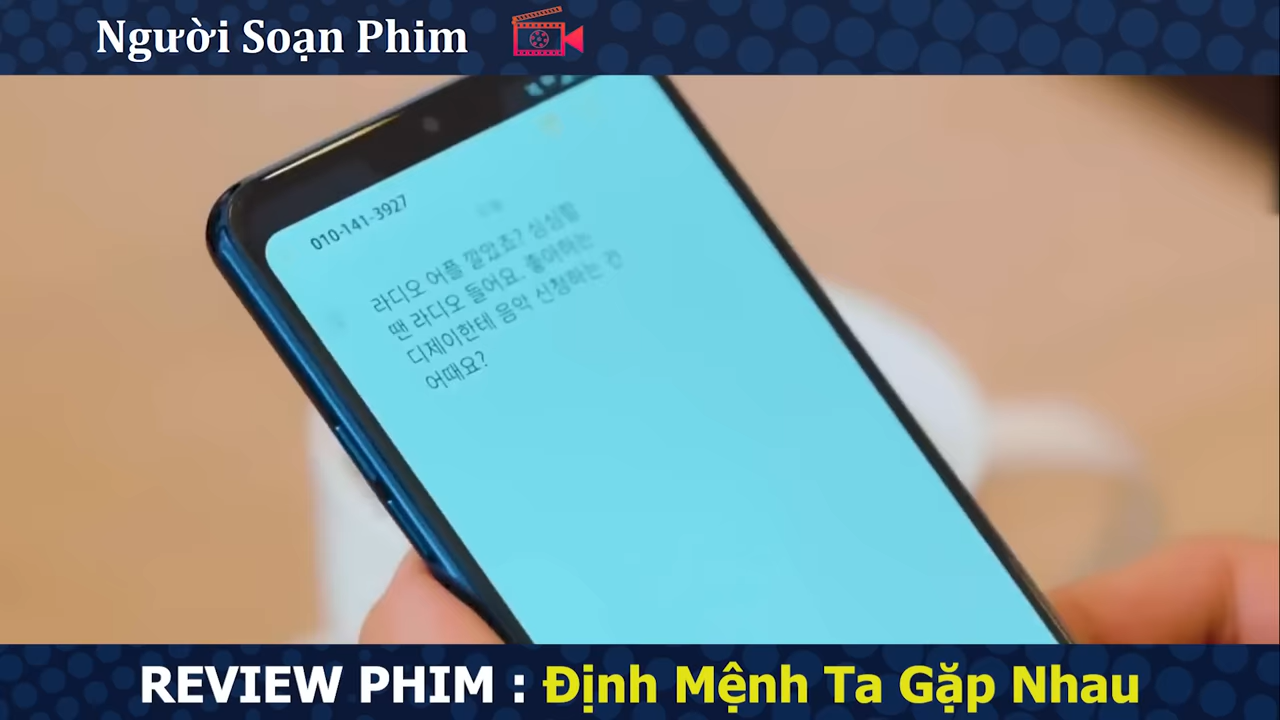 Người Soạn Phim
010-141-3927
라디오 어플 깔았죠? 심심할
땐 라디오 들어요. 좋아하는
디제이한테 음악 신청하는 건
어때요?
REVIEW PHIM : Định Mệnh Ta Gặp Nhau